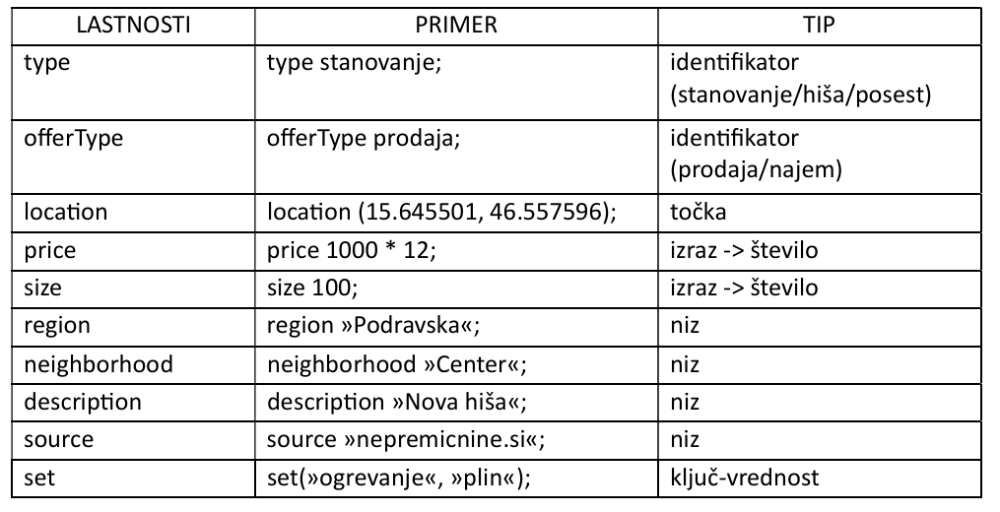 LASTNOSTI PRIMER TIP
type type stanovanje; identifikator
(stanovanje/hiša/posest)
offerType offerType prodaja; identifikator
(prodaja/najem)
location location (15.645501, 46.557596); točka
price price 1000 * 12; izraz -> število
size size 100; izraz -> število
region region »Podravska«; niz
neighborhood neighborhood »Center«; niz
description description »Nova hiša«; niz
source source »nepremicnine.si«; niz
set set(»ogrevanje«, »plin«); ključ-vrednost